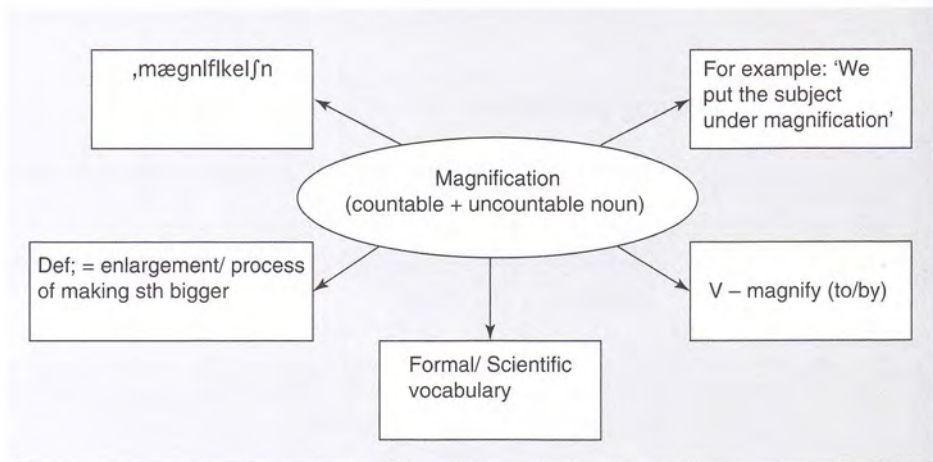 ˌmægnIfIkeIʃn
For example: ‘We
put the subject
under magnification’
Magnification
(countable + uncountable noun)
Def; = enlargement/ process
of making sth bigger
V – magnify (to/by)
Formal/ Scientific
vocabulary